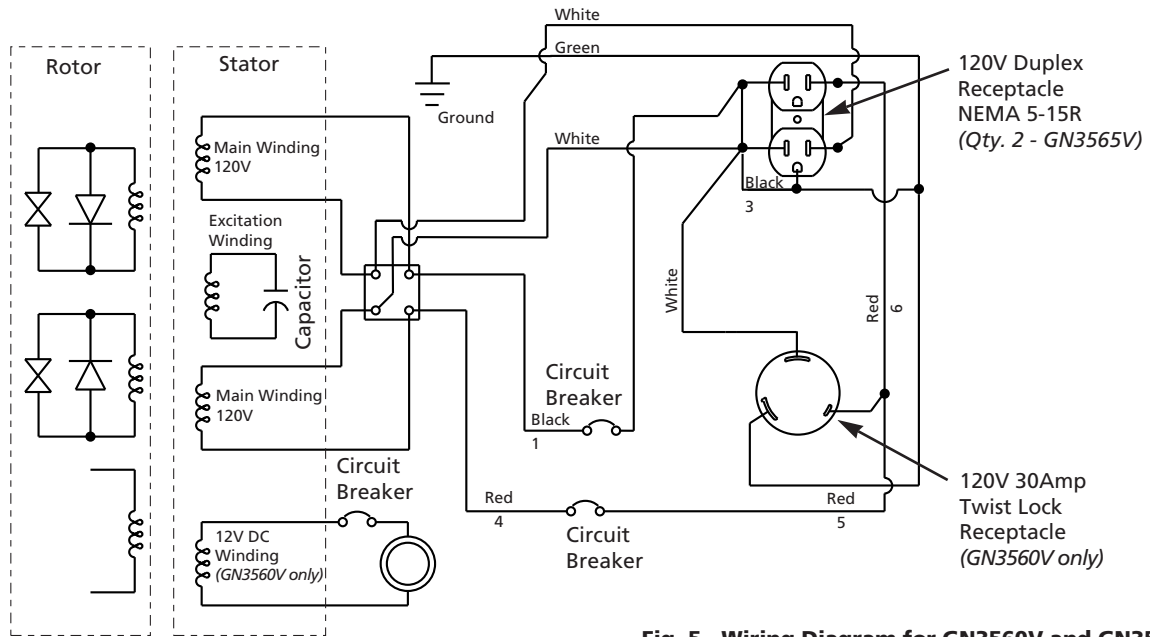 White
Green
Rotor
Stator
Ground
120V Duplex
Receptacle
NEMA 5-15R
(Qty. 2 - GN3565V)
Main Winding
120V
White
Black
3
Excitation
Winding
Capacitor
White
Red
6
Circuit
Breaker
Main Winding
120V
Black
1
Circuit
Breaker
Red
4
Red
5
Circuit
Breaker
120V 30Amp
Twist Lock
Receptacle
(GN3560V only)
12V DC
Winding
(GN3560V only)